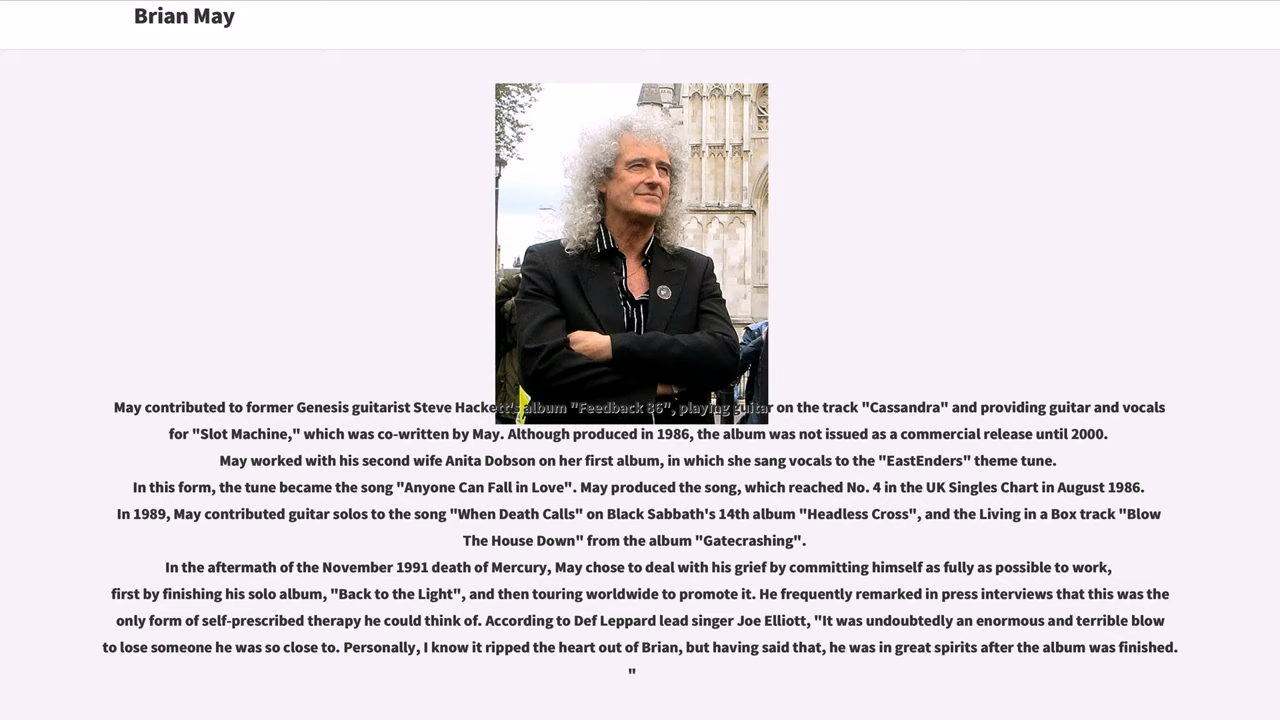 Brian May
May contributed to former Genesis guitarist Steve Hackett's album "Feedback 86", playing guitar on the track "Cassandra" and providing guitar and vocals
for "Slot Machine," which was co-written by May. Although produced in 1986, the album was not issued as a commercial release until 2000.
May worked with his second wife Anita Dobson on her first album, in which she sang vocals to the "EastEnders" theme tune.
In this form, the tune became the song "Anyone Can Fall in Love". May produced the song, which reached No. 4 in the UK Singles Chart in August 1986.
In 1989, May contributed guitar solos to the song "When Death Calls" on Black Sabbath's 14th album "Headless Cross", and the Living in a Box track "Blow
The House Down" from the album "Gatecrashing".
In the aftermath of the November 1991 death of Mercury, May chose to deal with his grief by committing himself as fully as possible to work,
first by finishing his solo album, "Back to the Light", and then touring worldwide to promote it. He frequently remarked in press interviews that this was the
only form of self-prescribed therapy he could think of. According to Def Leppard lead singer Joe Elliott, "It was undoubtedly an enormous and terrible blow
to lose someone he was so close to. Personally, I know it ripped the heart out of Brian, but having said that, he was in great spirits after the album was finished.
"